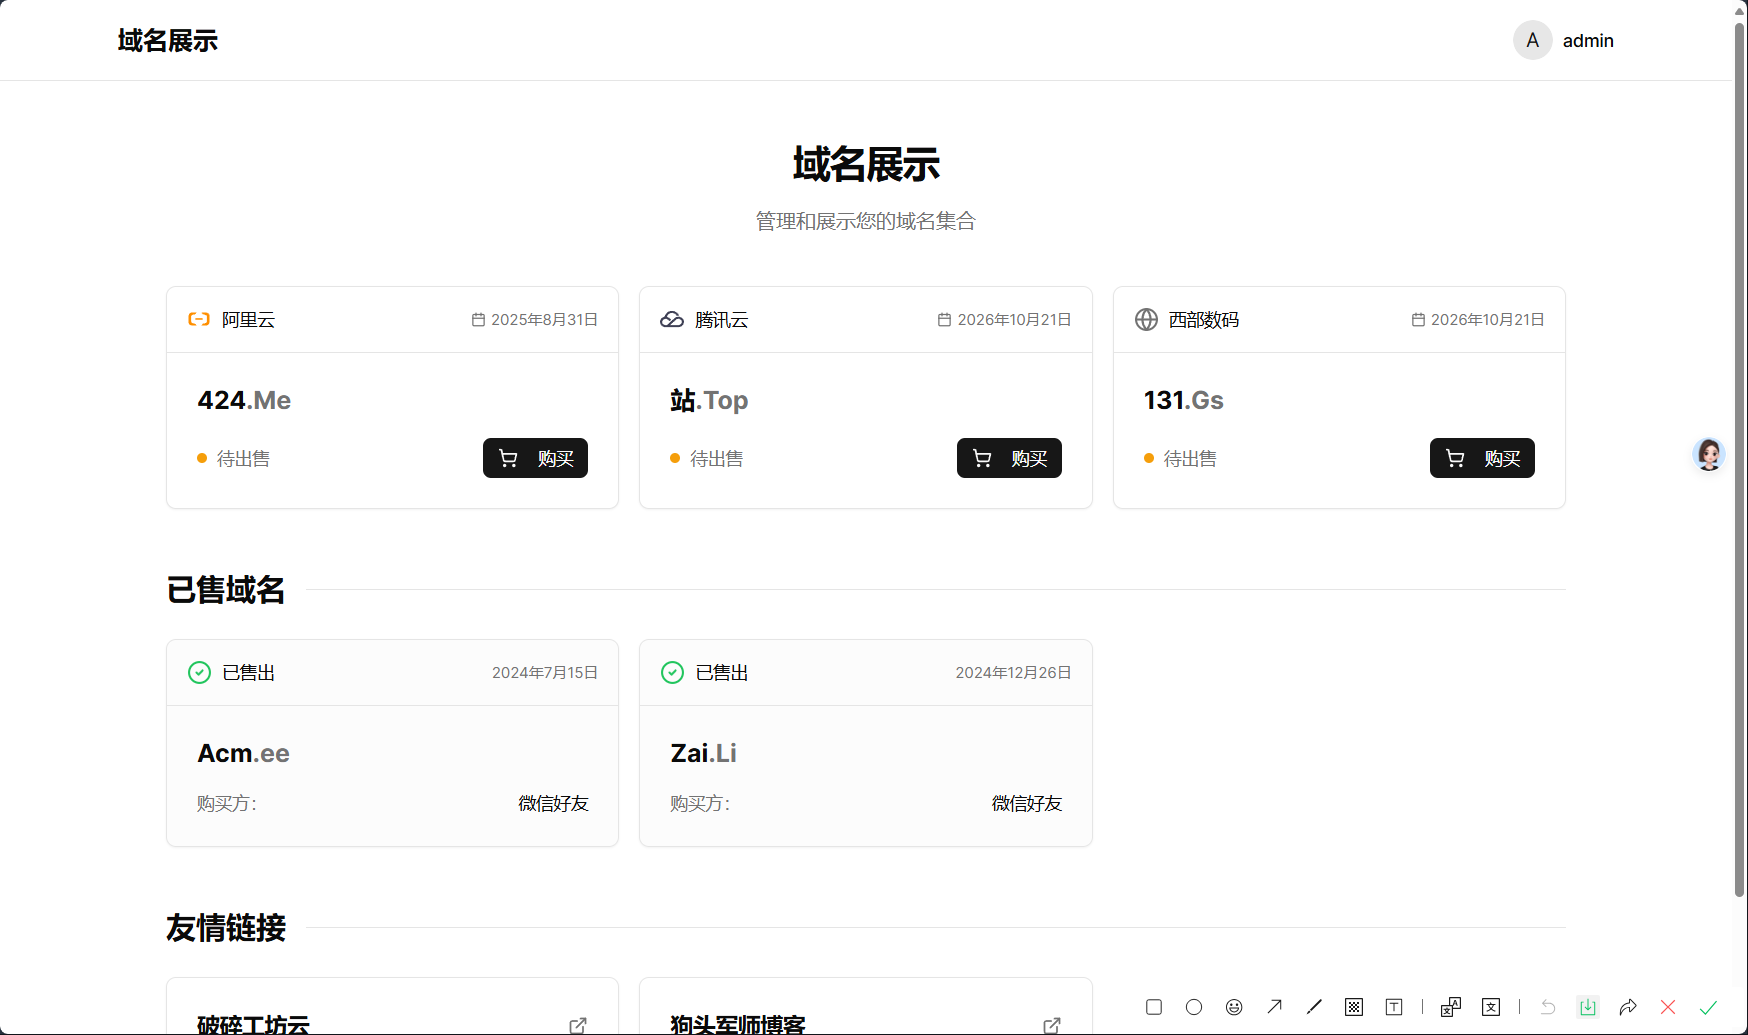 域名展示
A admin
域名展示
管理和展示您的域名集合
阿里云 2025年8月31日
腾讯云 2026年10月21日
西部数码 2026年10月21日
424.Me
站.Top
131.Gs
待出售 购买
待出售 购买
待出售 购买
已售域名
已售出 2024年7月15日
已售出 2024年12月26日
Acm.ee
Zai.Li
购买方: 微信好友
购买方: 微信好友
友情链接
破碎工坊云
狗头军师博客